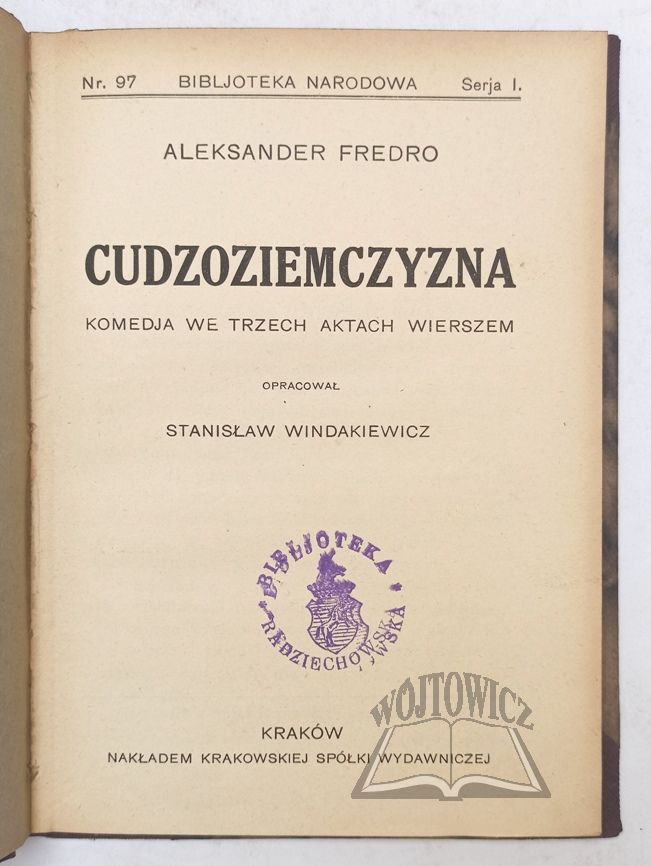 Nr. 97 BIBLJOTEKA NARODOWA Serja I.
ALEKSANDER FREDRO
CUDZOZIEMCZYZNA
KOMEDJA WE TRZECH AKTACH WIERSZEM
OPRACOWAŁ
STANISŁAW WINDAKIEWICZ
BIBLJOTEKA
RADZIECHOWSKA
KRAKÓW
NAKŁADEM KRAKOWSKIEJ SPÓŁKI WYDAWNICZEJ
WÓJTOWICZ